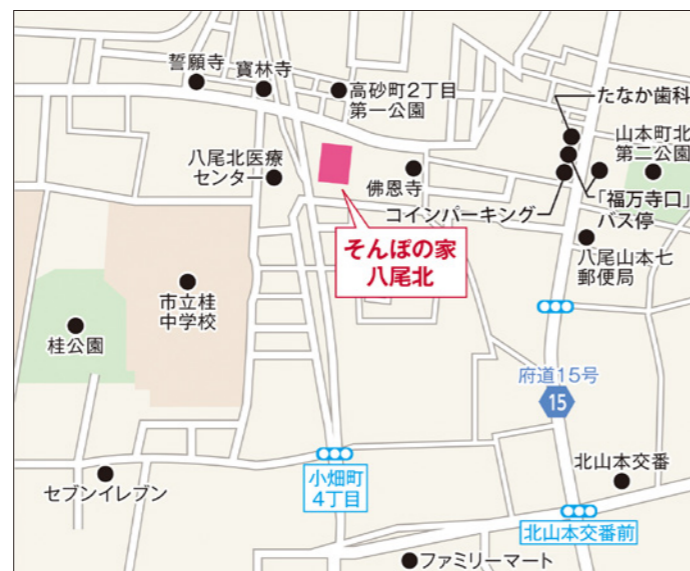 誓願寺
寶林寺
高砂町2丁目
第一公園
たなか歯科
山本町北
第二公園
八尾北医療
センター
佛恩寺
コインパーキング
「福万寺口」
バス停
そんぽの家
八尾北
八尾山本七
郵便局
市立桂
中学校
桂公園
府道15号
15
セブンイレブン
小畑町
4丁目
北山本交番
北山本交番前
ファミリーマート